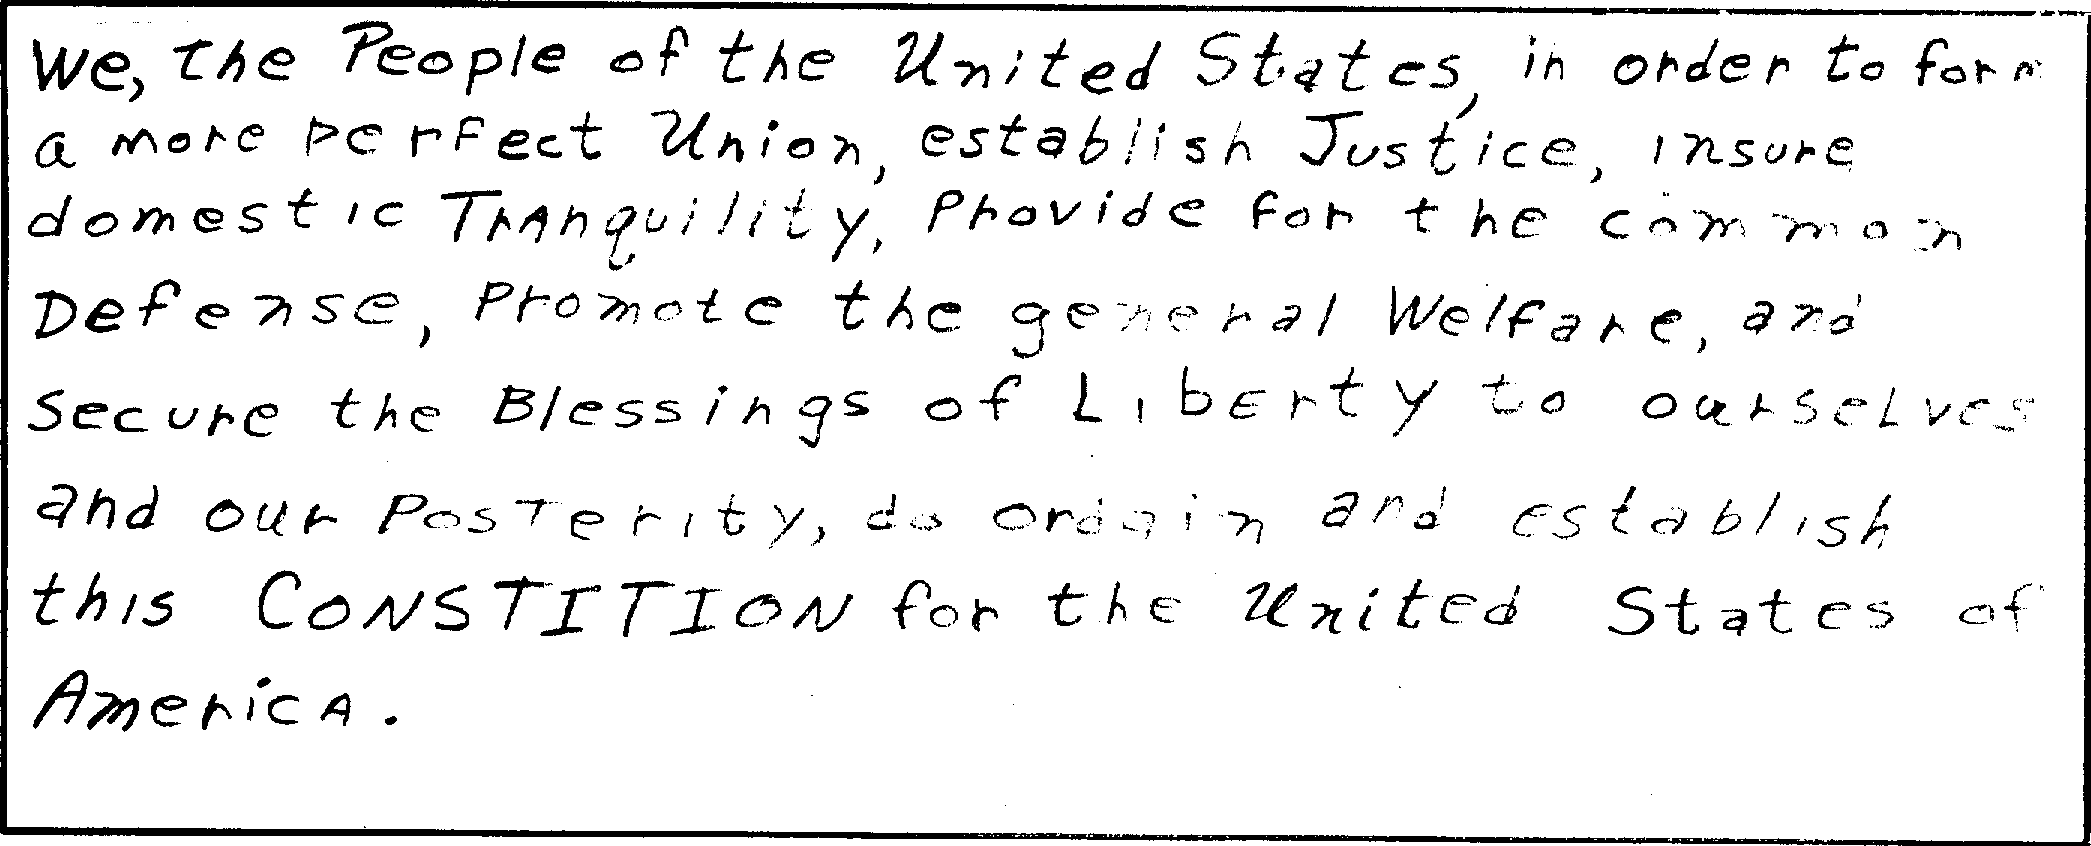 We, the People of the United States, in order to form
a more perfect Union, establish Justice, insure
domestic Tranquility, Provide for the common
Defense, Promote the general Welfare, and
Secure the Blessings of Liberty to ourselves
and our Posterity, do ordain and establish
this CONSTITION for the United States of
America.